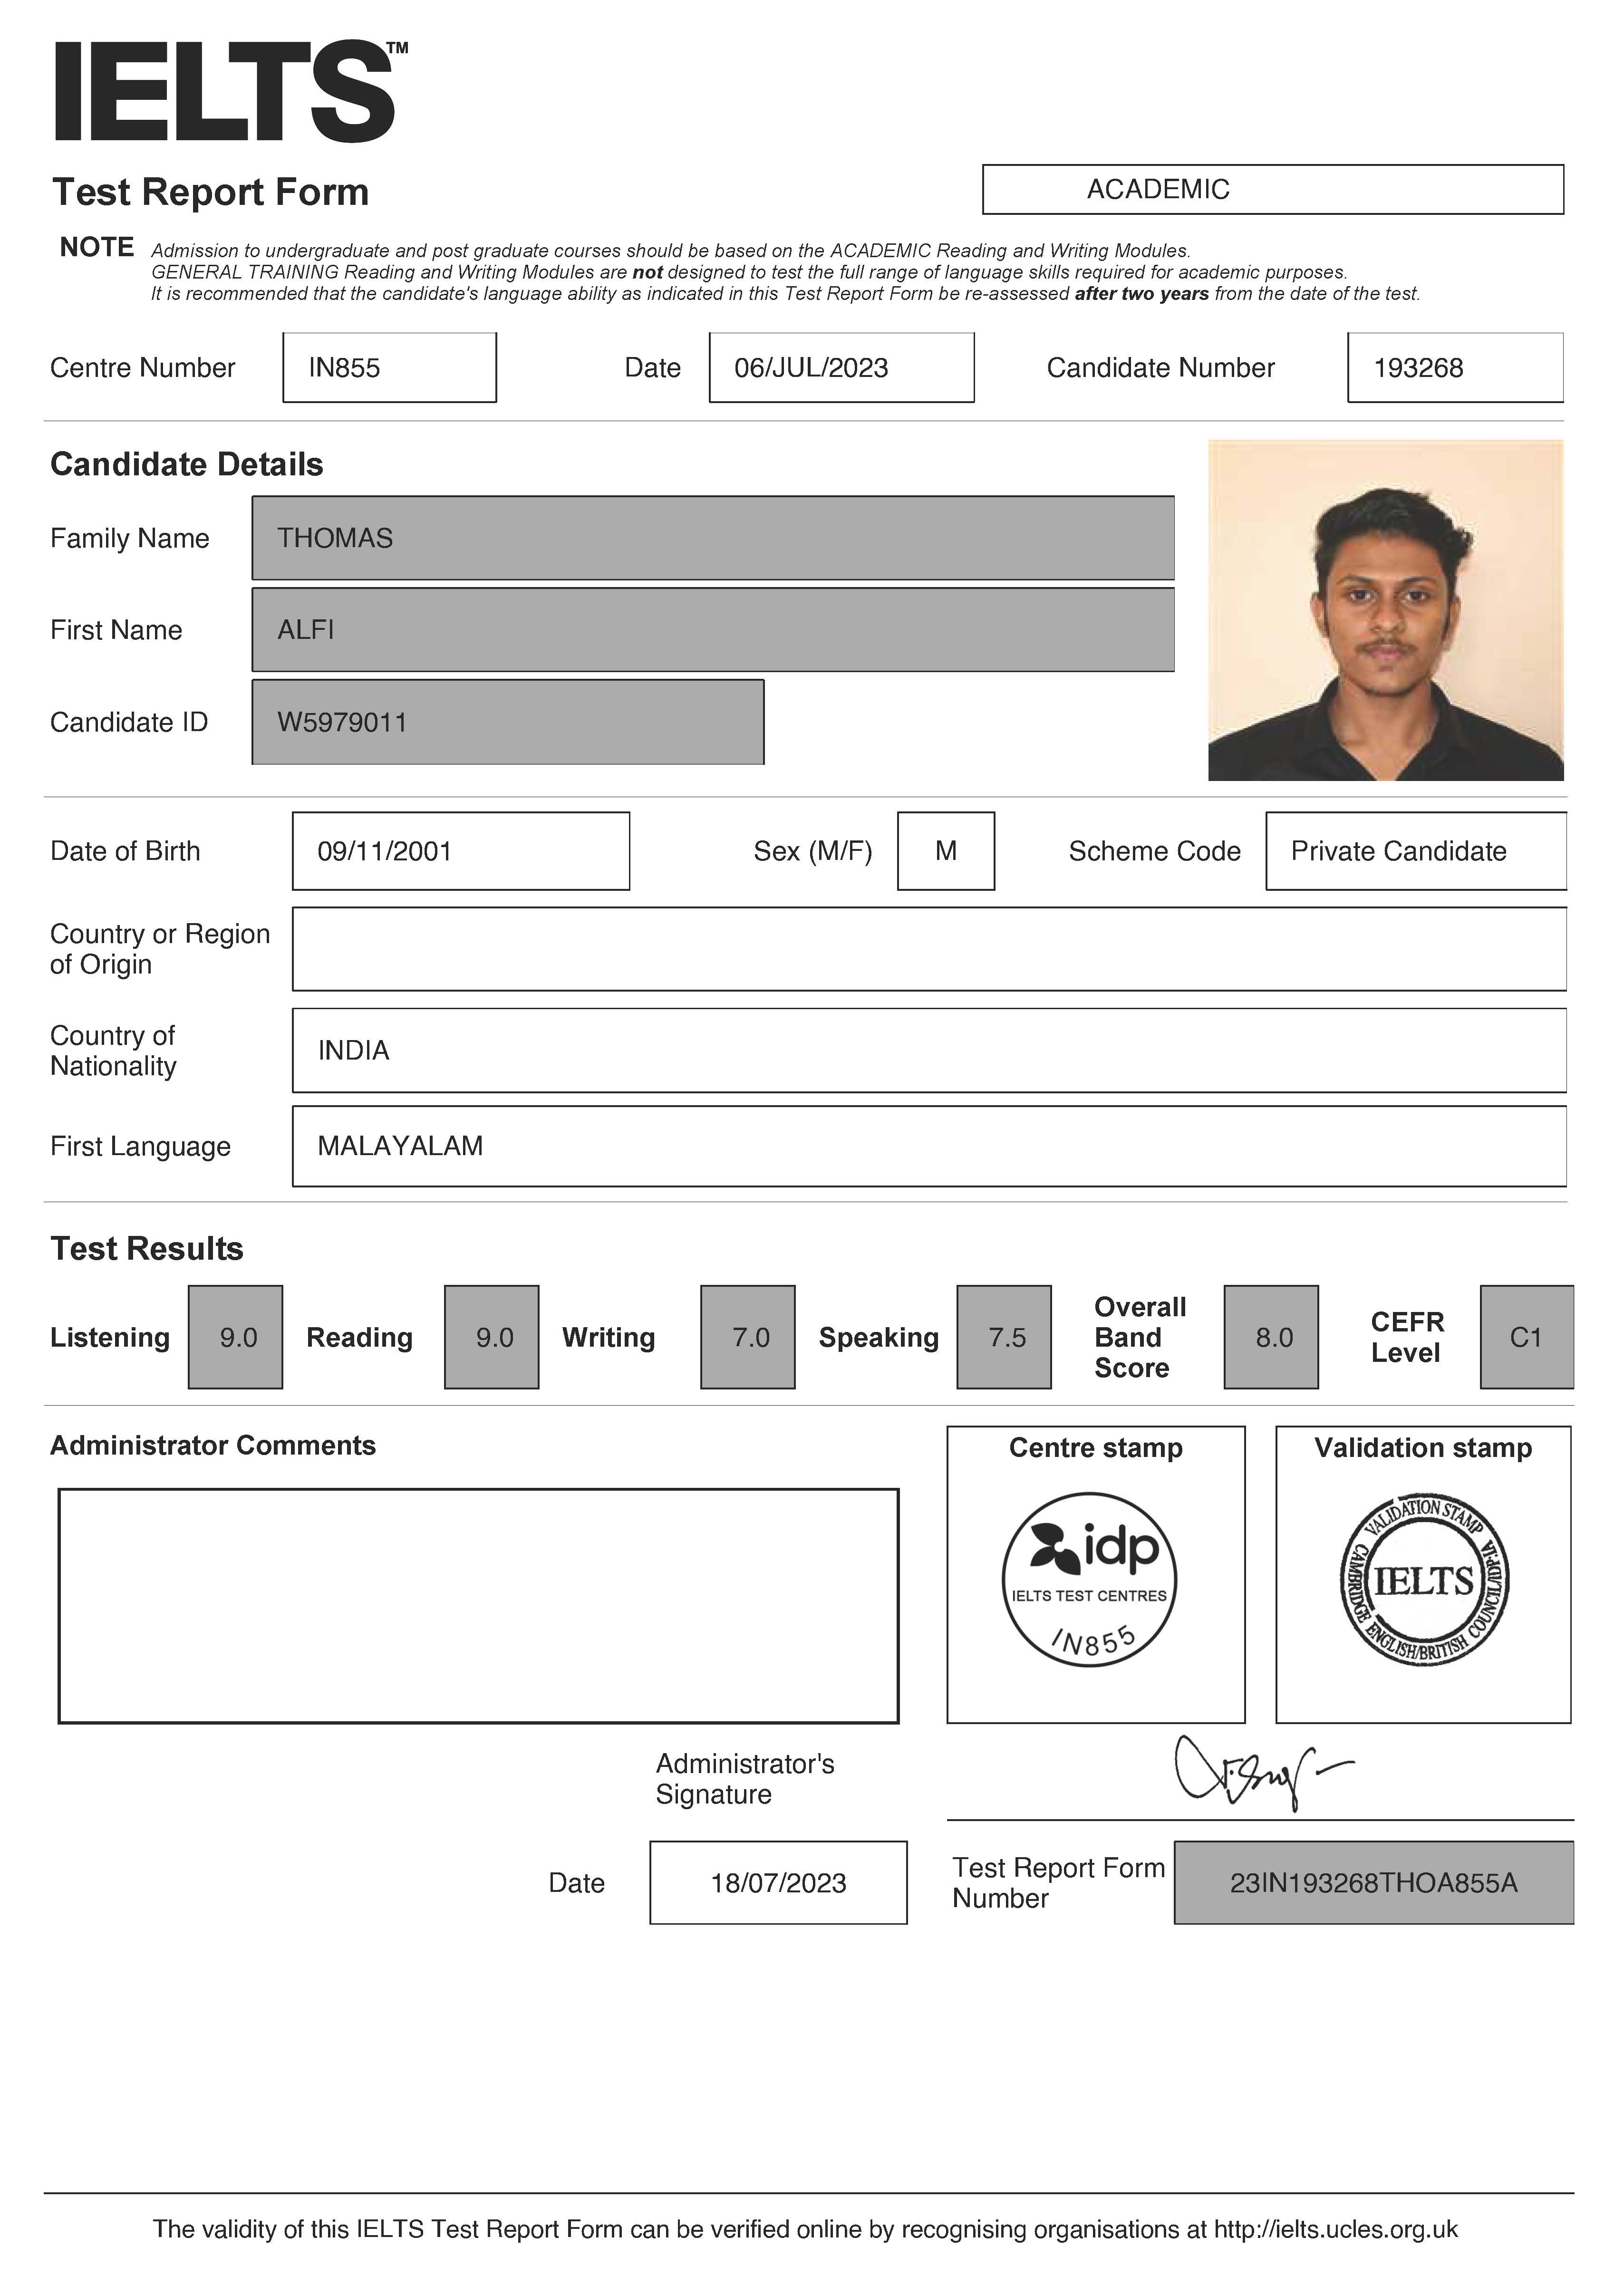 IELTS™
Test Report Form
ACADEMIC
NOTE Admission to undergraduate and post graduate courses should be based on the ACADEMIC Reading and Writing Modules.
GENERAL TRAINING Reading and Writing Modules are not designed to test the full range of language skills required for academic purposes.
It is recommended that the candidate's language ability as indicated in this Test Report Form be re-assessed after two years from the date of the test.
Centre Number IN855 Date 06/JUL/2023 Candidate Number 193268
Candidate Details
Family Name THOMAS
First Name ALFI
Candidate ID W5979011
Date of Birth 09/11/2001 Sex (M/F) M Scheme Code Private Candidate
Country or Region
of Origin
Country of
Nationality
INDIA
First Language MALAYALAM
Test Results
Listening 9.0 Reading 9.0 Writing 7.0 Speaking 7.5
Overall
Band
Score
8.0
CEFR
Level
C1
Administrator Comments
Centre stamp
idp
IELTS TEST CENTRES
IN855
Validation stamp
VALIDATION STAMP
CAMBRIDGE ENGLISH/BRITISH COUNCIL/IDP:IA
IELTS
Administrator's
Signature
Date 18/07/2023
Test Report Form
Number
23IN193268THOA855A
The validity of this IELTS Test Report Form can be verified online by recognising organisations at http://ielts.ucles.org.uk